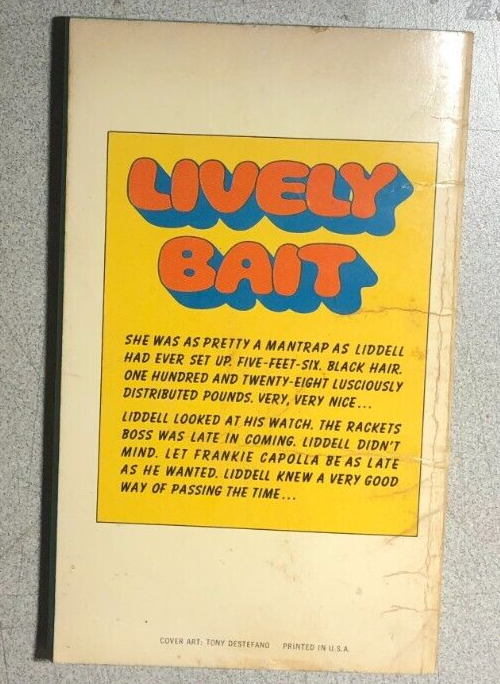 LIVELY
BAIT
SHE WAS AS PRETTY A MANTRAP AS LIDDELL
HAD EVER SET UP. FIVE-FEET-SIX. BLACK HAIR.
ONE HUNDRED AND TWENTY-EIGHT LUSCIOUSLY
DISTRIBUTED POUNDS. VERY, VERY NICE...
LIDDELL LOOKED AT HIS WATCH. THE RACKETS
BOSS WAS LATE IN COMING. LIDDELL DIDN'T
MIND. LET FRANKIE CAPOLLA BE AS LATE
AS HE WANTED. LIDDELL KNEW A VERY GOOD
WAY OF PASSING THE TIME...
COVER ART: TONY DESTEFANO PRINTED IN U.S.A.